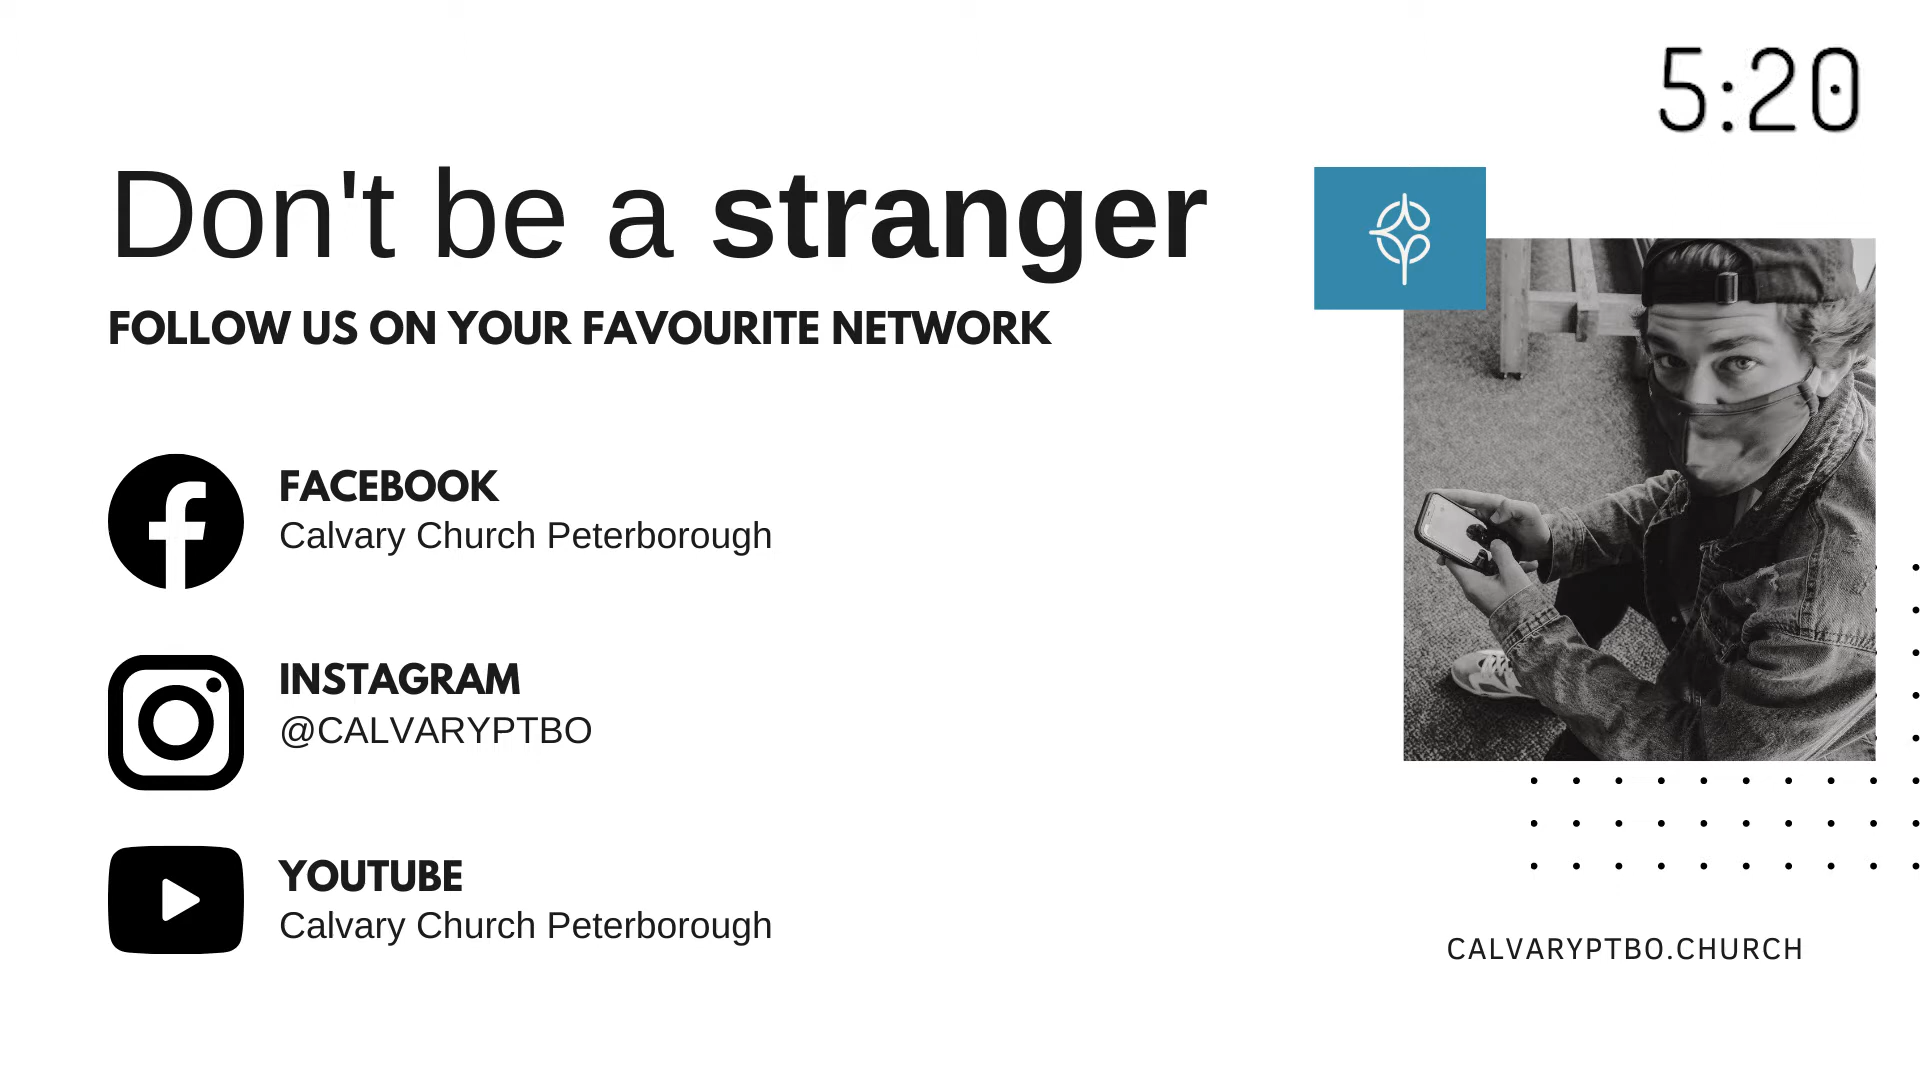 5:20
Don't be a stranger
FOLLOW US ON YOUR FAVOURITE NETWORK
FACEBOOK
Calvary Church Peterborough
INSTAGRAM
@CALVARYPTBO
YOUTUBE
Calvary Church Peterborough
CALVARYPTBO.CHURCH